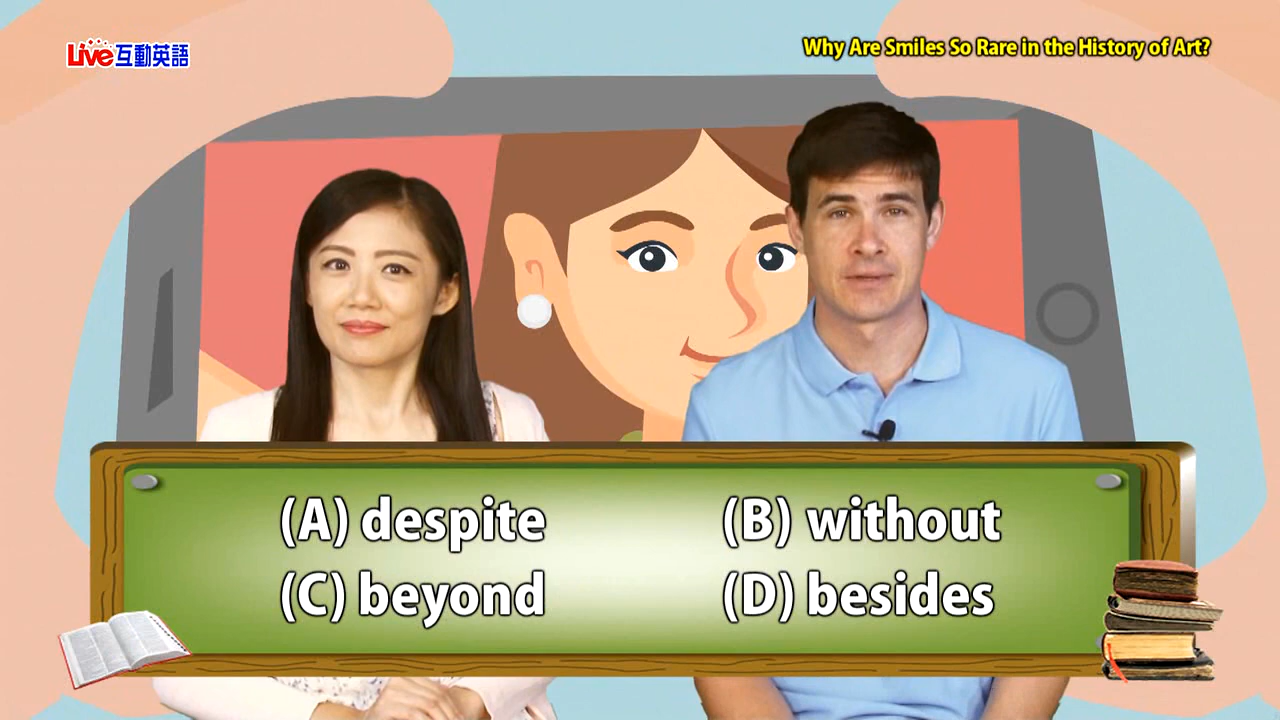 Live互動英語
Why Are Smiles So Rare in the History of Art?
(A) despite
(B) without
(C) beyond
(D) besides